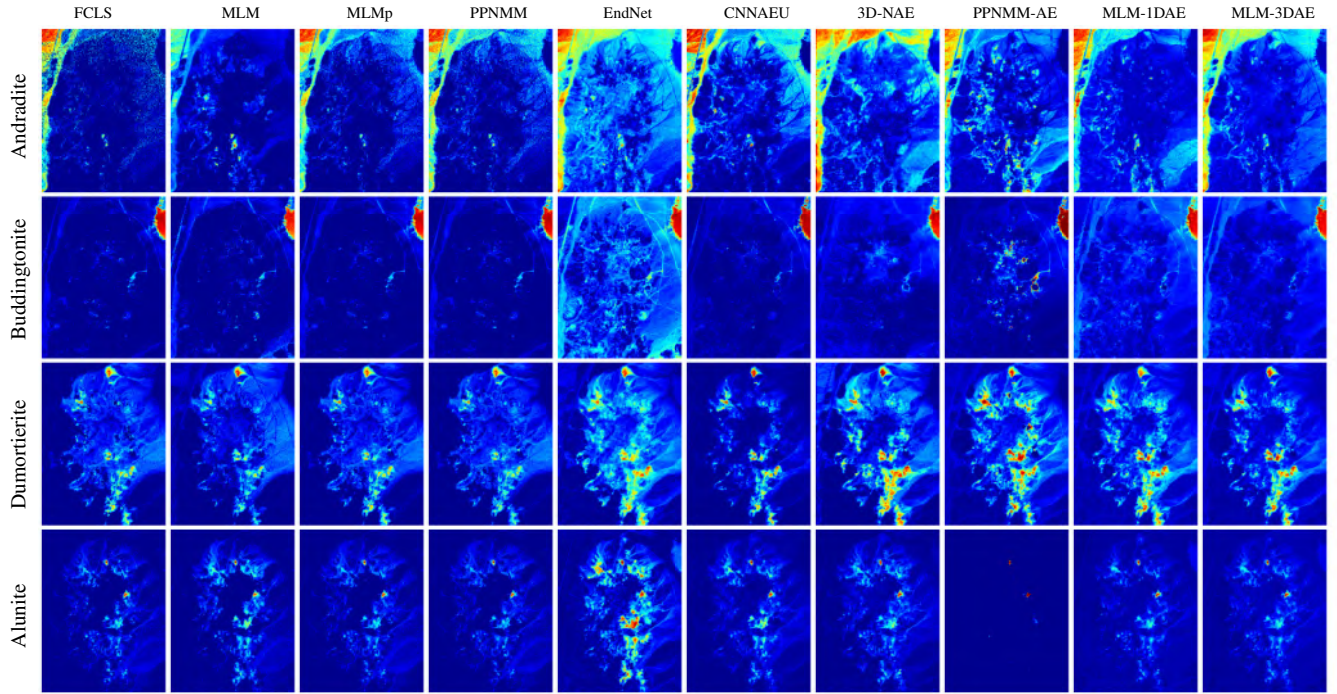 FCLS MLM MLMp PPNMM EndNet CNNAEU 3D-NAE PPNMM-AE MLM-1DAE MLM-3DAE
Andradite
Buddingtonite
Dumortierite
Alunite